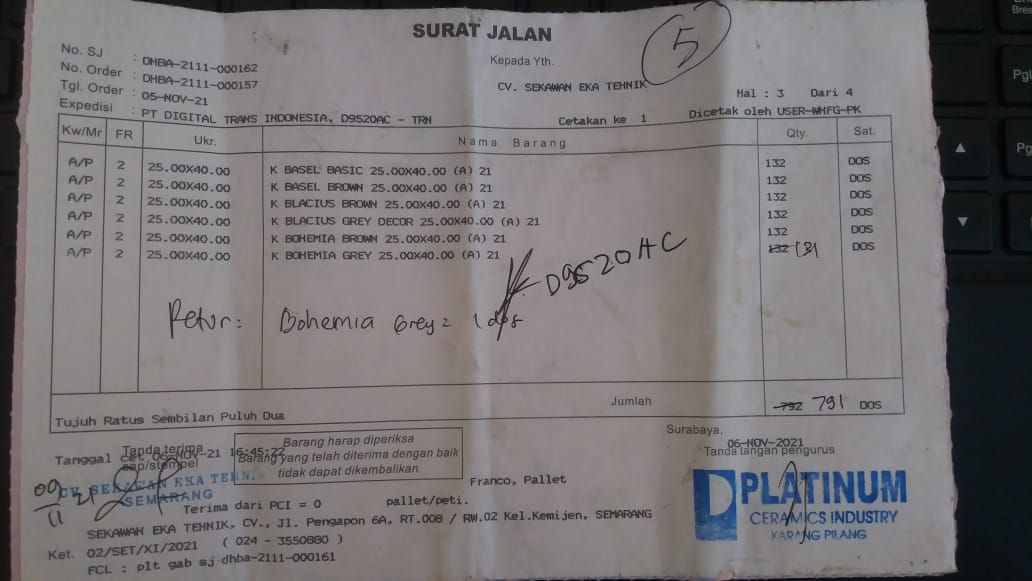 SURAT JALAN
5
No. SJ : DHBA-2111-000162
Kepada Yth.
No. Order : DHBA-2111-000157
CV. SEKAWAN EKA TEHNIK
Tgl. Order : 05-NOV-21
Hal : 3 Dari 4
Expedisi : PT DIGITAL TRANS INDONESIA, D9520AC - TRN
Cetakan ke 1
Dicetak oleh USER-WHFG-PK
Kw/Mr FR Ukr. Nama Barang Qty. Sat.
A/P 2 25.00X40.00 K BASEL BASIC 25.00X40.00 (A) 21 132 DOS
A/P 2 25.00X40.00 K BASEL BROWN 25.00X40.00 (A) 21 132 DOS
A/P 2 25.00X40.00 K BLACIUS BROWN 25.00X40.00 (A) 21 132 DOS
A/P 2 25.00X40.00 K BLACIUS GREY DECOR 25.00X40.00 (A) 21 132 DOS
A/P 2 25.00X40.00 K BOHEMIA BROWN 25.00X40.00 (A) 21 132 DOS
A/P 2 25.00X40.00 K BOHEMIA GREY 25.00X40.00 (A) 21 132 131 DOS
D9520AC
Retur: Bohemia Grey = 1 dos
Jumlah 792 791 DOS
Tujuh Ratus Sembilan Puluh Dua
Surabaya,
06-NOV-2021
Tanda terima
Tanda tangan pengurus
Tanggal cet 06-NOV-21 16:45:22
cap/stempel
Barang harap diperiksa
Barang yang telah diterima dengan baik
tidak dapat dikembalikan
09/11 21
CV. SEKAWAN EKA TEHNIK
SEMARANG
Franco, Pallet
PLATINUM
CERAMICS INDUSTRY
KARANG PILANG
Terima dari PCI = 0 pallet/peti.
SEKAWAN EKA TEHNIK, CV., Jl. Pengapon 6A, RT.008 / RW.02 Kel.Kemijen, SEMARANG
Ket. 02/SET/XI/2021 ( 024 - 3550880 )
FCL : plt gab sj dhba-2111-000161